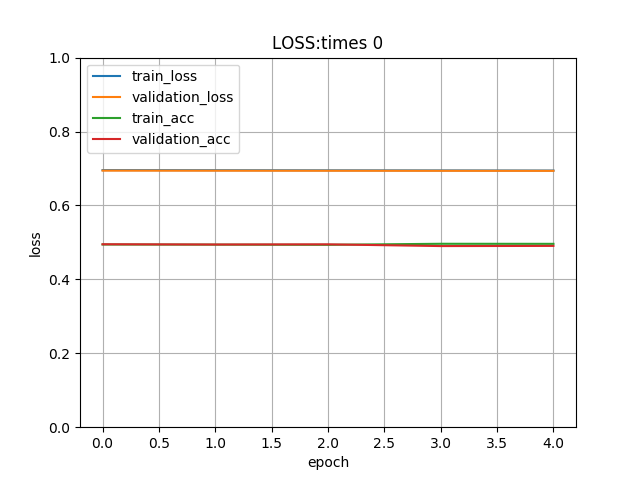 LOSS:times 0
1.0
0.8
0.6
0.4
0.2
0.0
loss
train_loss
validation_loss
train_acc
validation_acc
0.0 0.5 1.0 1.5 2.0 2.5 3.0 3.5 4.0
epoch